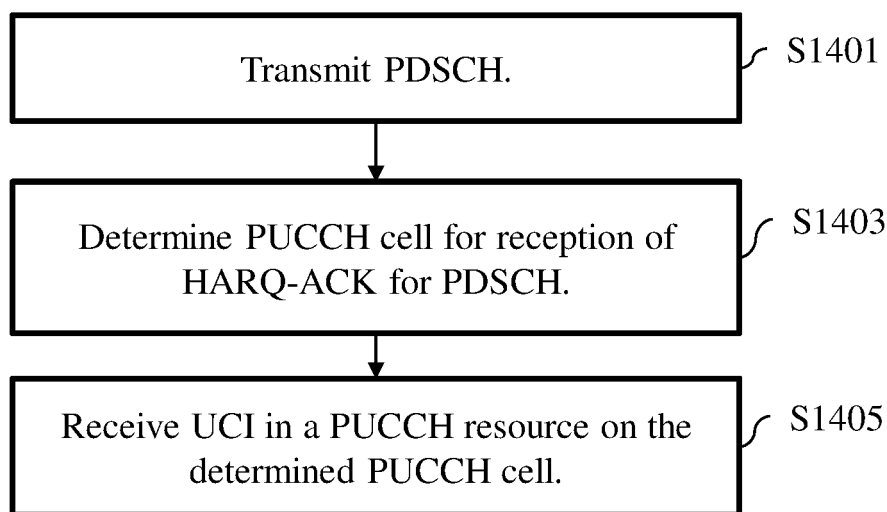 Transmit PDSCH.
S1401
Determine PUCCH cell for reception of
HARQ-ACK for PDSCH.
S1403
Receive UCI in a PUCCH resource on the
determined PUCCH cell.
S1405